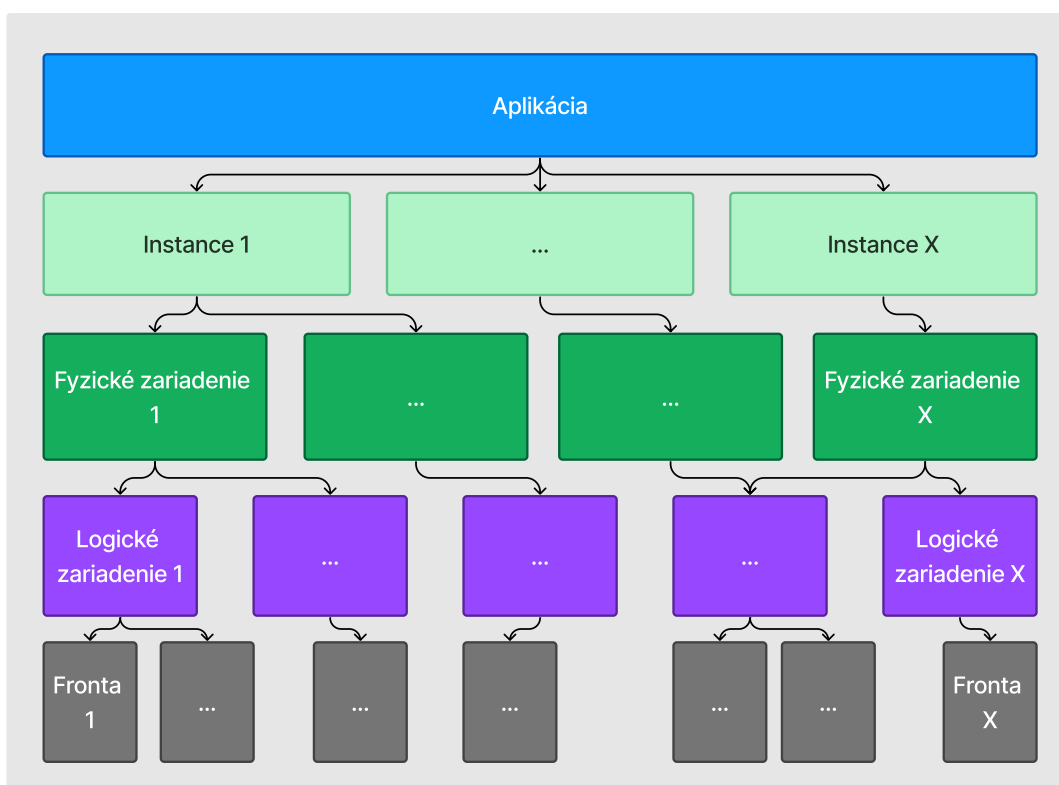 Aplikácia
Instance 1
...
Instance X
Fyzické zariadenie
1
...
...
Fyzické zariadenie
X
Logické
zariadenie 1
...
...
...
Logické
zariadenie X
Fronta
1
...
...
...
...
...
Fronta
X